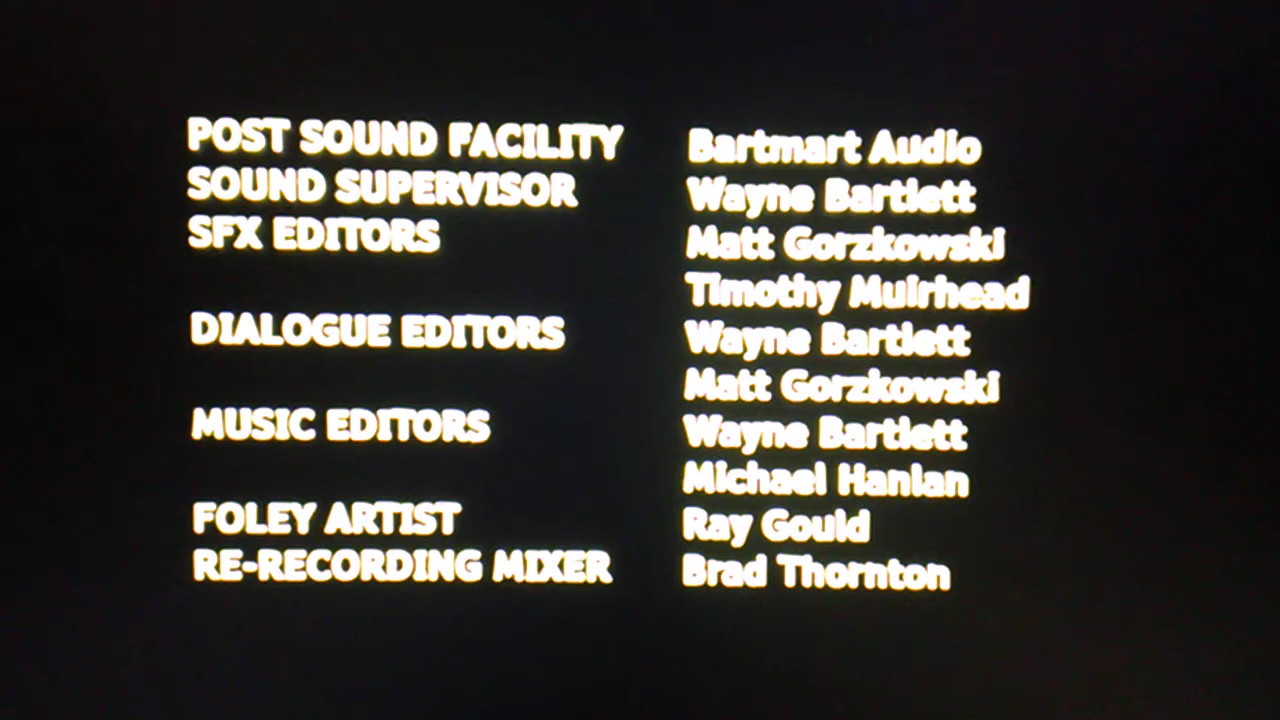 POST SOUND FACILITY Bartmart Audio
SOUND SUPERVISOR Wayne Bartlett
SFX EDITORS Matt Gorzkowski
Timothy Muirhead
DIALOGUE EDITORS Wayne Bartlett
Matt Gorzkowski
MUSIC EDITORS Wayne Bartlett
Michael Hanlan
FOLEY ARTIST Ray Gould
RE-RECORDING MIXER Brad Thornton